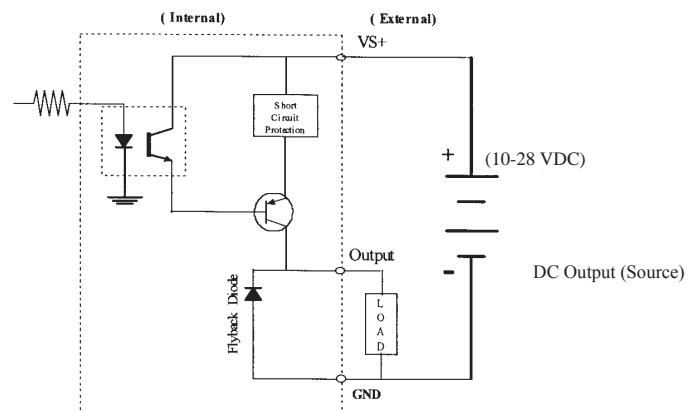 ( Internal)
( External)
VS+
Short
Circuit
Protection
+
(10-28 VDC)
Output
-
DC Output (Source)
Flyback Diode
L
O
A
D
GND